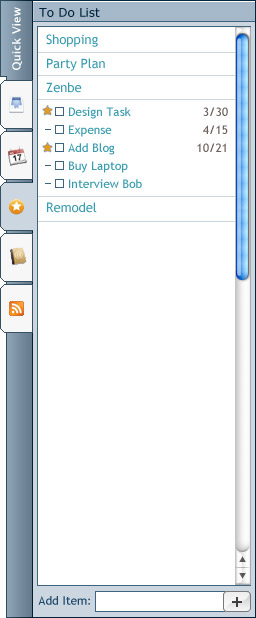 Quick View
To Do List
Shopping
Party Plan
Zenbe
Design Task 3/30
Expense 4/15
Add Blog 10/21
Buy Laptop
Interview Bob
Remodel
17
Add Item: +